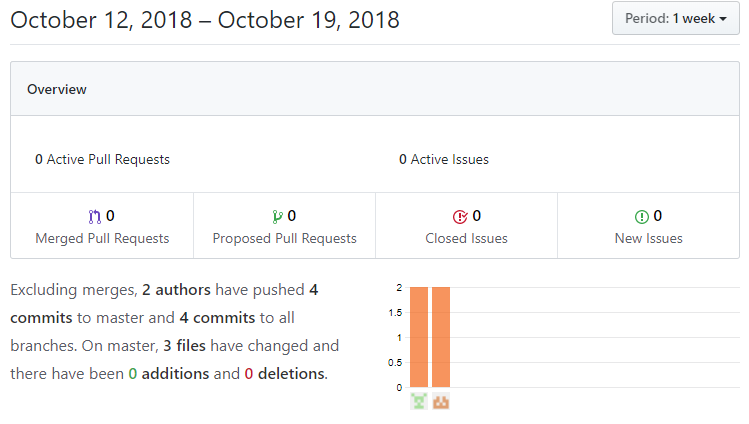 October 12, 2018 – October 19, 2018
Period: 1 week
Overview
0 Active Pull Requests
0 Active Issues
0
Merged Pull Requests
0
Proposed Pull Requests
0
Closed Issues
0
New Issues
Excluding merges, 2 authors have pushed 4
commits to master and 4 commits to all
branches. On master, 3 files have changed and
there have been 0 additions and 0 deletions.
2
1.5
1
0.5
0